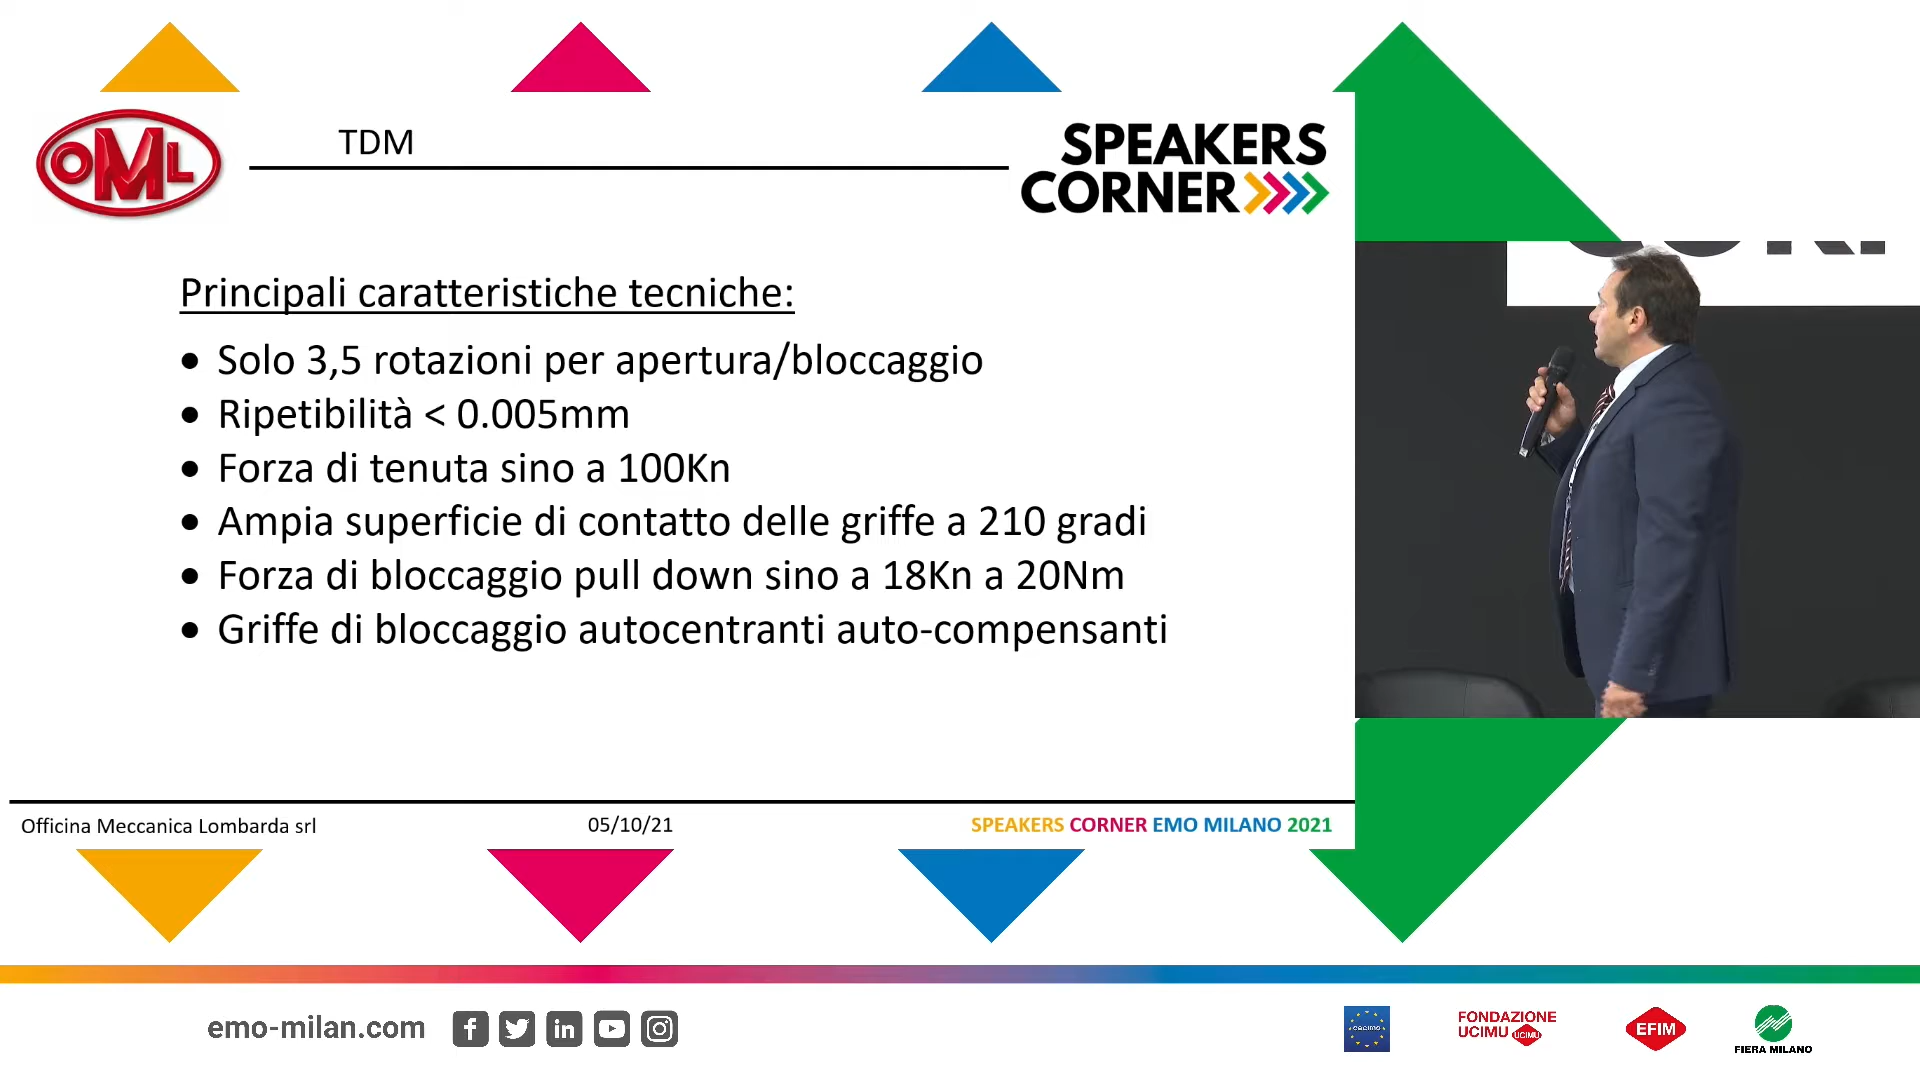 OML
TDM
SPEAKERS
CORNER
Principali caratteristiche tecniche:
• Solo 3,5 rotazioni per apertura/bloccaggio
• Ripetibilità < 0.005mm
• Forza di tenuta sino a 100Kn
• Ampia superficie di contatto delle griffe a 210 gradi
• Forza di bloccaggio pull down sino a 18Kn a 20Nm
• Griffe di bloccaggio autocentranti auto-compensanti
Officina Meccanica Lombarda srl
05/10/21
SPEAKERS CORNER EMO MILANO 2021
emo-milan.com
cecimo
FONDAZIONE
UCIMU
UCIMU
EFIM
FIERA MILANO